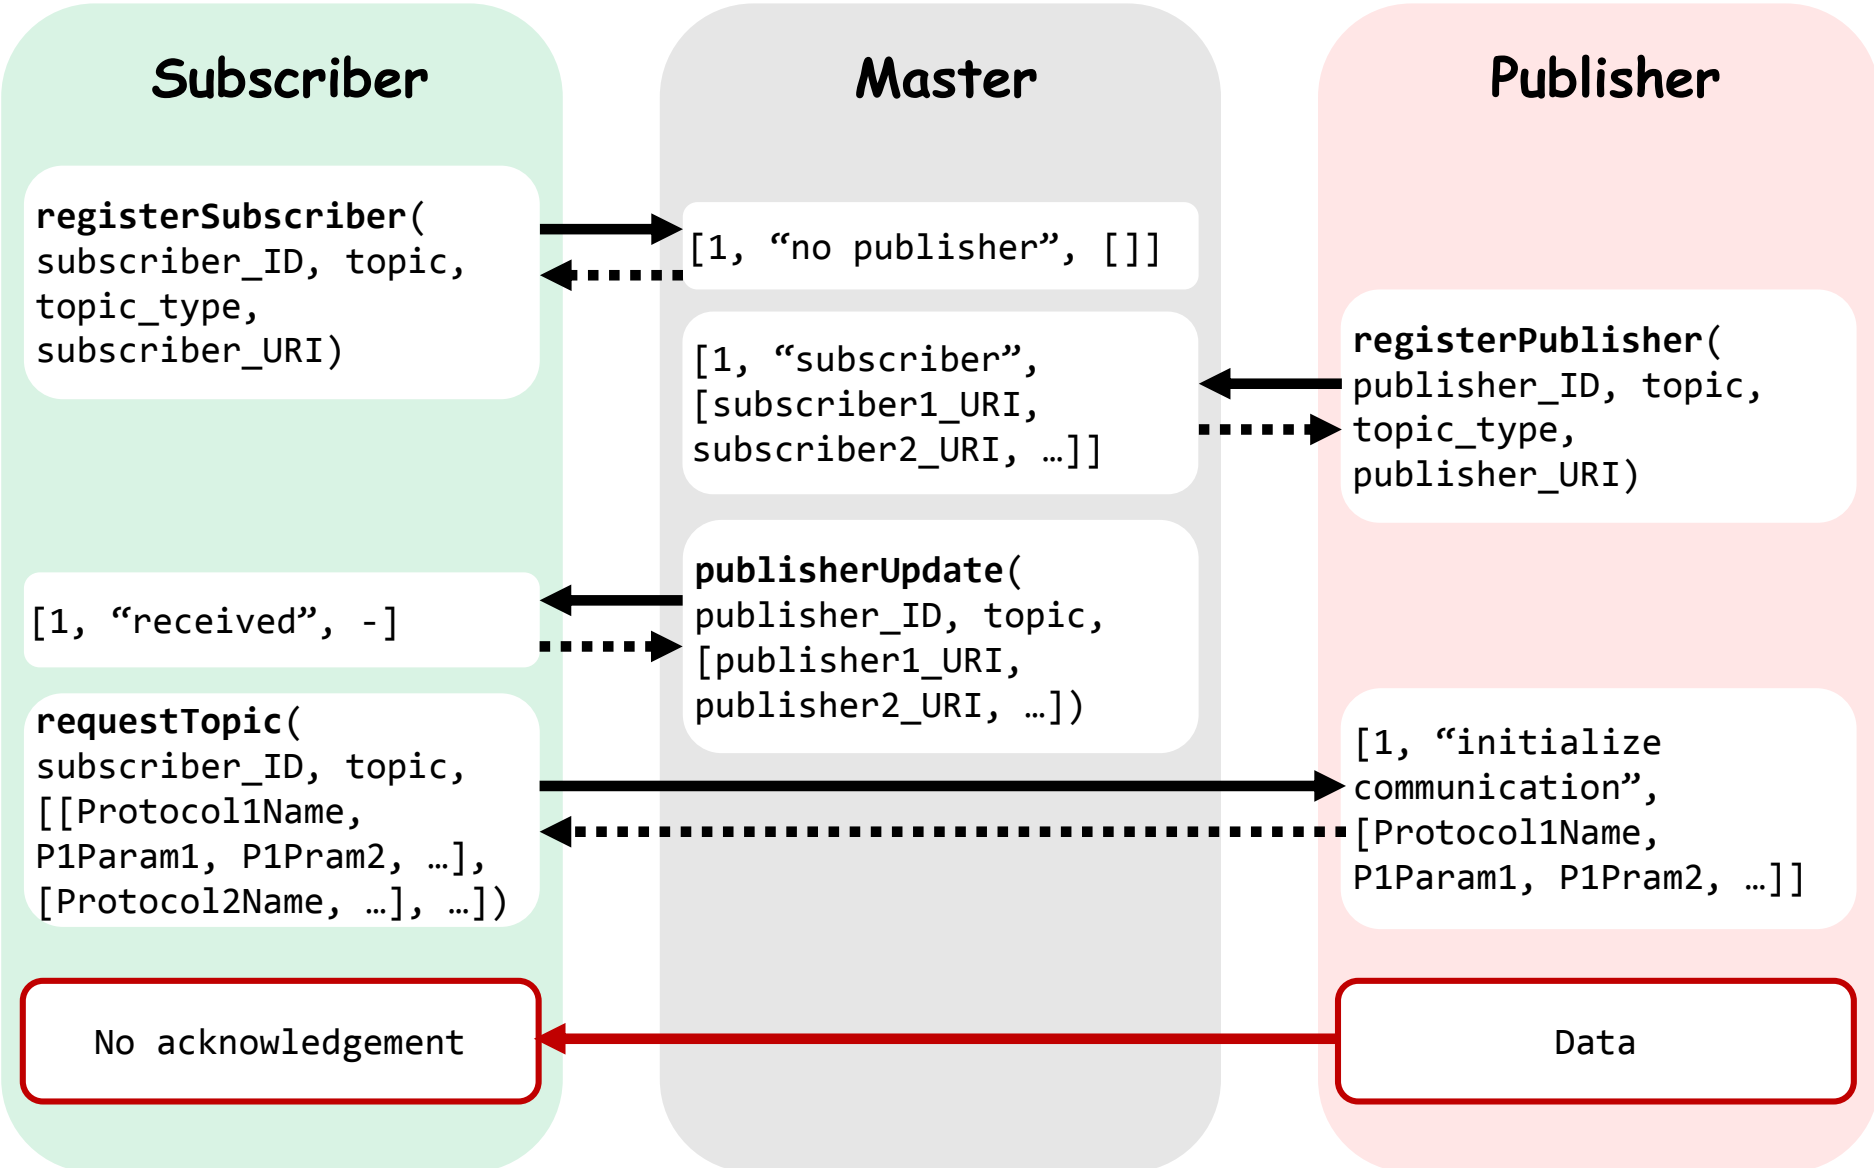 Subscriber
Master
Publisher
registerSubscriber(
subscriber_ID, topic,
topic_type,
subscriber_URI)
[1, “no publisher”, []]
[1, “subscriber”,
[subscriber1_URI,
subscriber2_URI, …]]
registerPublisher(
publisher_ID, topic,
topic_type,
publisher_URI)
publisherUpdate(
publisher_ID, topic,
[publisher1_URI,
publisher2_URI, …])
[1, “received”, -]
requestTopic(
subscriber_ID, topic,
[[Protocol1Name,
P1Param1, P1Pram2, …],
[Protocol2Name, …], …])
[1, “initialize
communication”,
[Protocol1Name,
P1Param1, P1Pram2, …]]
No acknowledgement
Data